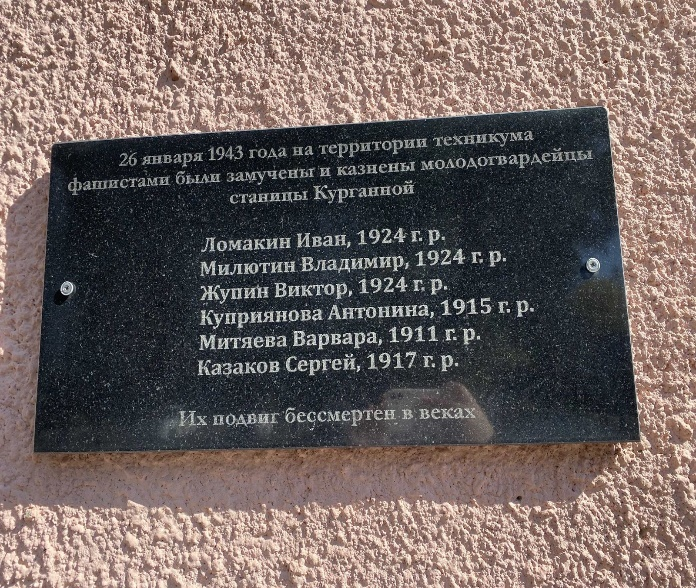 26 января 1943 года на территории техникума
фашистами были замучены и казнены молодогвардейцы
станицы Курганной
Ломакин Иван, 1924 г. р.
Милютин Владимир, 1924 г. р.
Жупин Виктор, 1924 г. р.
Куприянова Антонина, 1915 г. р.
Митяева Варвара, 1911 г. р.
Казаков Сергей, 1917 г. р.
Их подвиг бессмертен в веках